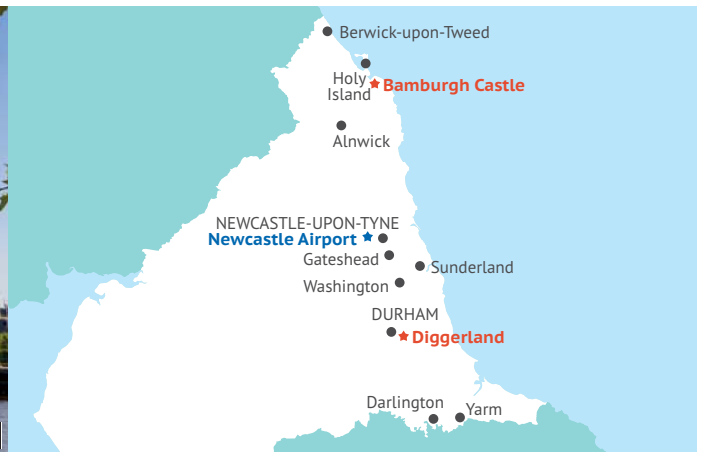 Berwick-upon-Tweed
Holy
Island
Bamburgh Castle
Alnwick
NEWCASTLE-UPON-TYNE
Newcastle Airport
Gateshead
Sunderland
Washington
DURHAM
Diggerland
Darlington
Yarm